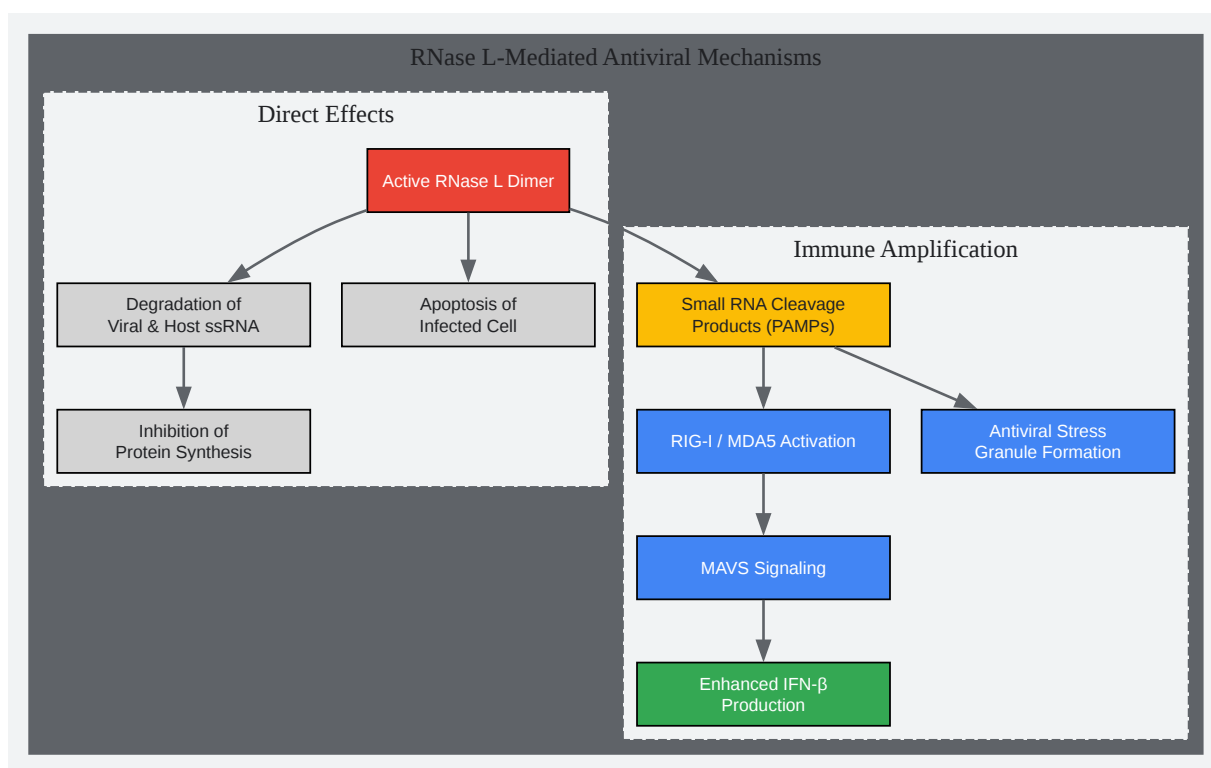 RNase L-Mediated Antiviral Mechanisms
Direct Effects
Active RNase L Dimer
Degradation of
Viral & Host ssRNA
Apoptosis of
Infected Cell
Inhibition of
Protein Synthesis
Immune Amplification
Small RNA Cleavage
Products (PAMPs)
RIG-I / MDA5 Activation
Antiviral Stress
Granule Formation
MAVS Signaling
Enhanced IFN-β
Production